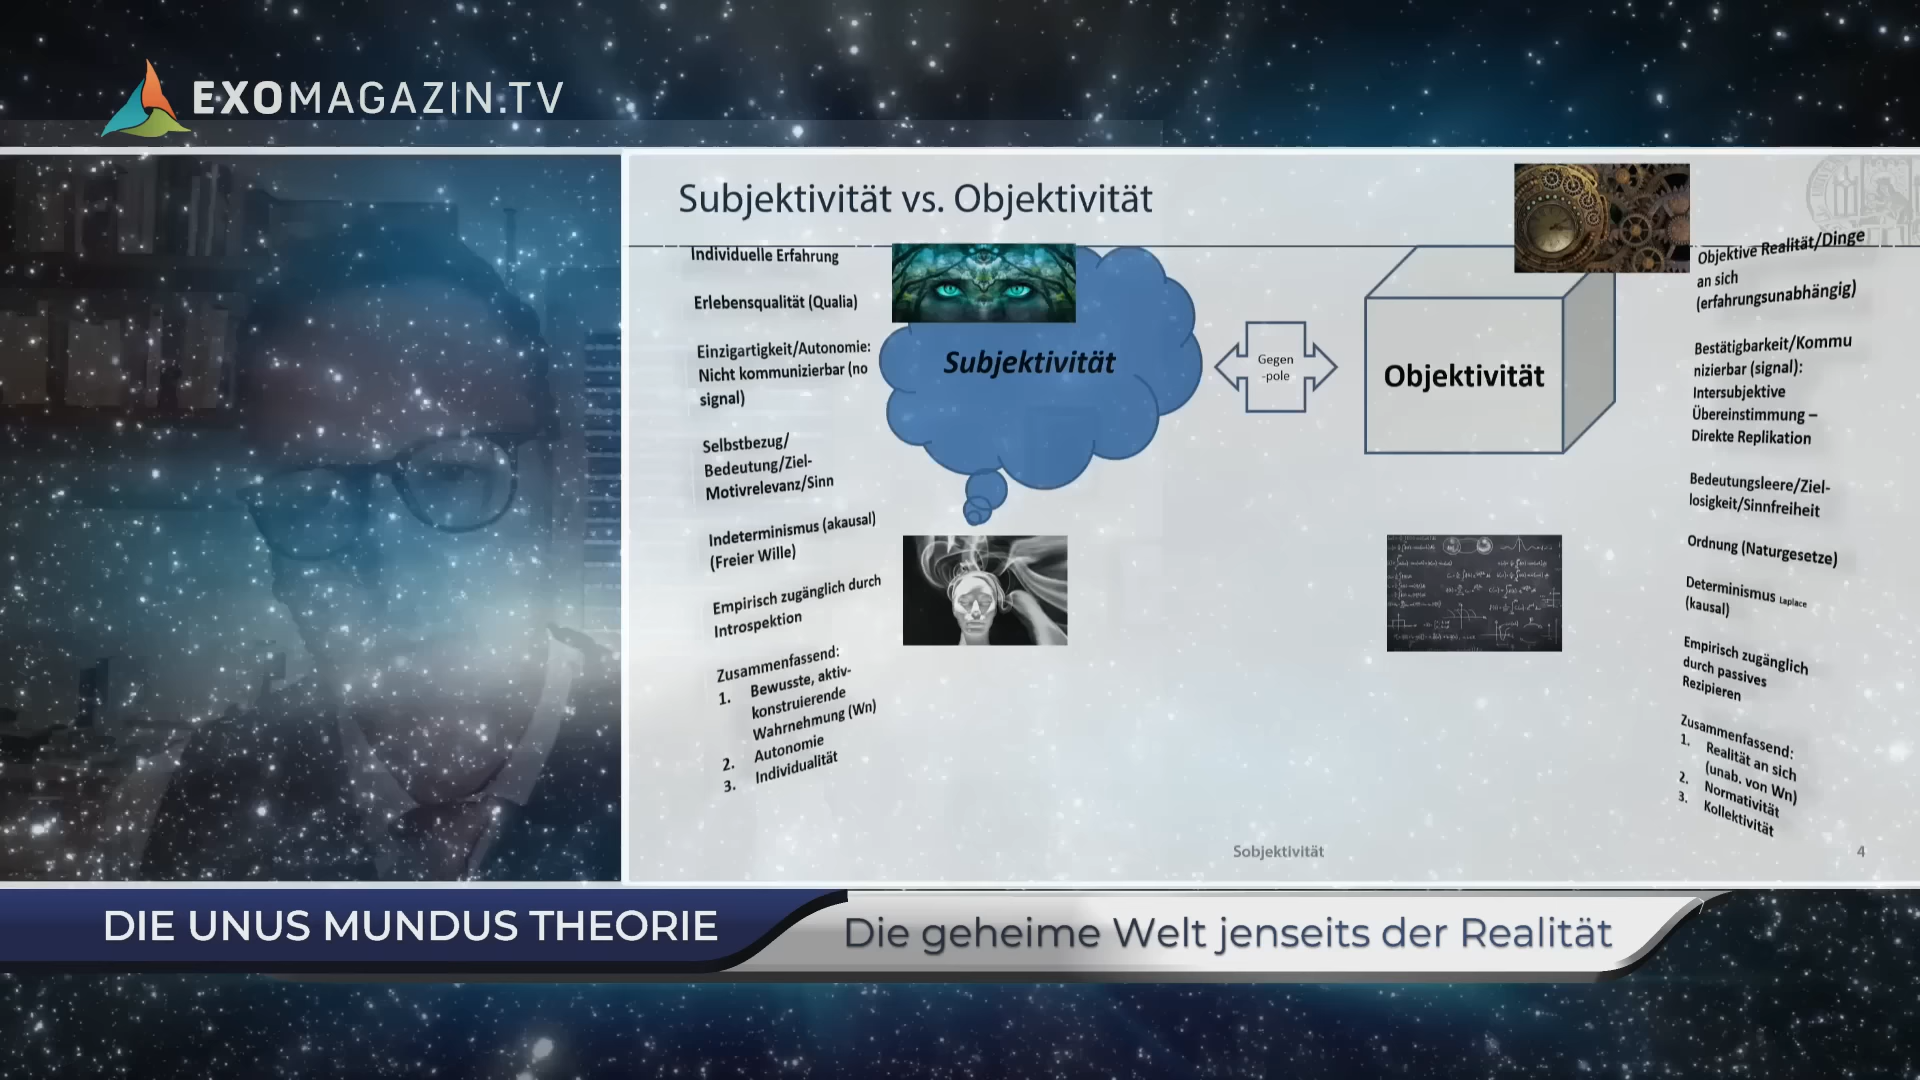 EXOMAGAZIN.TV
Subjektivität vs. Objektivität
Individuelle Erfahrung
Erlebensqualität (Qualia)
Einzigartigkeit/Autonomie:
Nicht kommunizierbar (no
signal)
Selbstbezug/
Bedeutung/Ziel-
Motivrelevanz/Sinn
Indeterminismus (akausal)
(Freier Wille)
Empirisch zugänglich durch
Introspektion
Zusammenfassend:
1. Bewusste, aktiv-
konstruierende
Wahrnehmung (Wn)
2. Autonomie
3. Individualität
Subjektivität
Gegen
-pole
Objektivität
Objektive Realität/Dinge
an sich
(erfahrungsunabhängig)
Bestätigbarkeit/Kommu
nizierbar (signal):
Intersubjektive
Übereinstimmung –
Direkte Replikation
Bedeutungsleere/Ziel-
losigkeit/Sinnfreiheit
Ordnung (Naturgesetze)
Determinismus Laplace
(kausal)
Empirisch zugänglich
durch passives
Rezipieren
Zusammenfassend:
1. Realität an sich
(unab. von Wn)
2. Normativität
3. Kollektivität
Sobjektivität
4
DIE UNUS MUNDUS THEORIE
Die geheime Welt jenseits der Realität